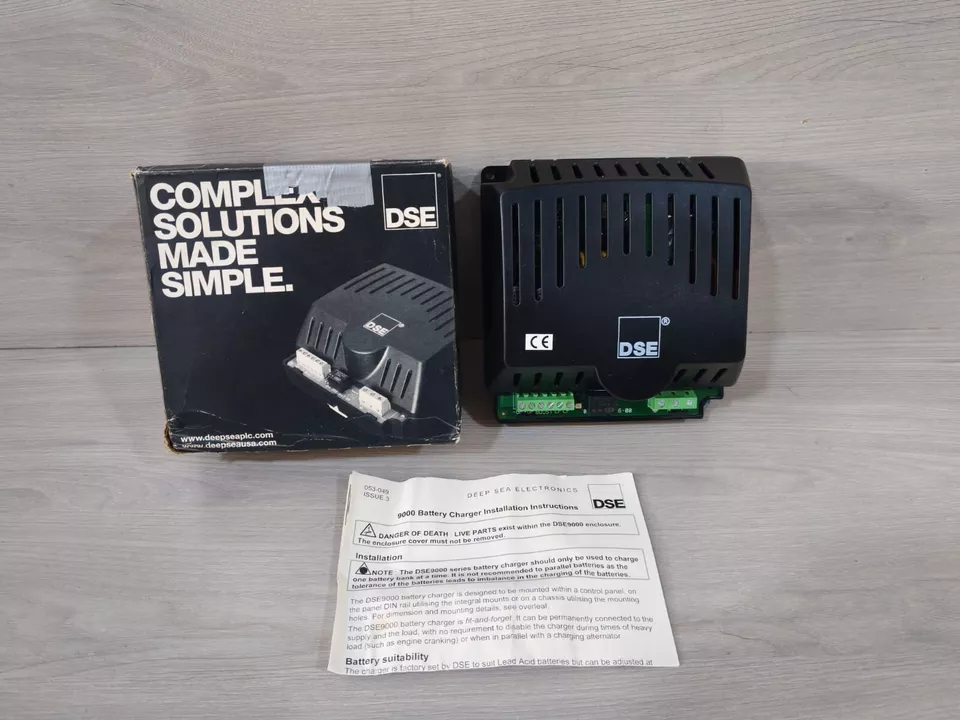 COMPLEX
SOLUTIONS
MADE
SIMPLE.
DSE
DSE
www.deepseaplc.com
www.deepseausa.com
CE
DSE
6-00
053-049
ISSUE 3
DEEP SEA ELECTRONICS
DSE
9000 Battery Charger Installation Instructions
DANGER OF DEATH LIVE PARTS exist within the DSE9000 enclosure.
The enclosure cover must not be removed.
Installation
NOTE The DSE9000 series battery charger should only be used to charge
one battery bank at a time. It is not recommended to parallel batteries as the
tolerance of the batteries leads to imbalance in the charging of the batteries.
The DSE9000 battery charger is designed to be mounted within a control panel, on
the panel DIN rail utilising the integral mounts or on a chassis utilising the mounting
holes. For dimension and mounting details, see overleaf
The DSE9000 battery charger is fit-and-forget. It can be permanently connected to the
supply and the load, with no requirement to disable the charger during times of heavy
load (such as engine cranking) or when in parallel with a charging alternator
Battery suitability
The charger is factory set by DSE to suit Lead Acid batteries but can be adjusted at